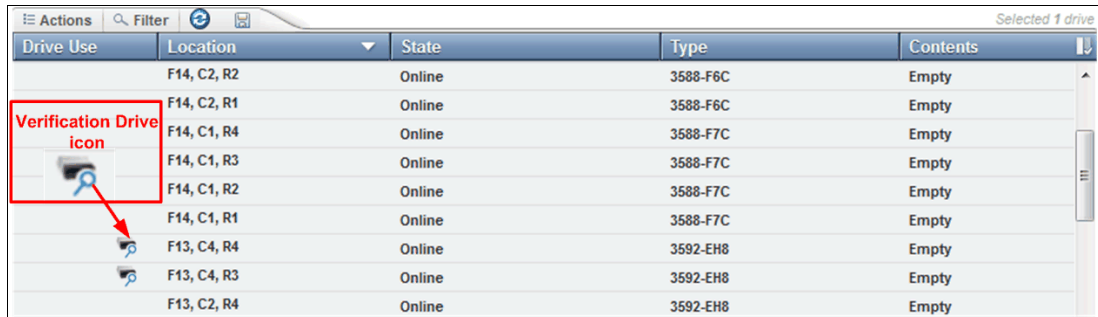 Actions Filter Selected 1 drive
Drive Use Location State Type Contents
F14, C2, R2 Online 3588-F6C Empty
F14, C2, R1 Online 3588-F6C Empty
Verification Drive
icon
F14, C1, R4 Online 3588-F7C Empty
F14, C1, R3 Online 3588-F7C Empty
F14, C1, R2 Online 3588-F7C Empty
F14, C1, R1 Online 3588-F7C Empty
F13, C4, R4 Online 3592-EH8 Empty
F13, C4, R3 Online 3592-EH8 Empty
F13, C2, R4 Online 3592-EH8 Empty